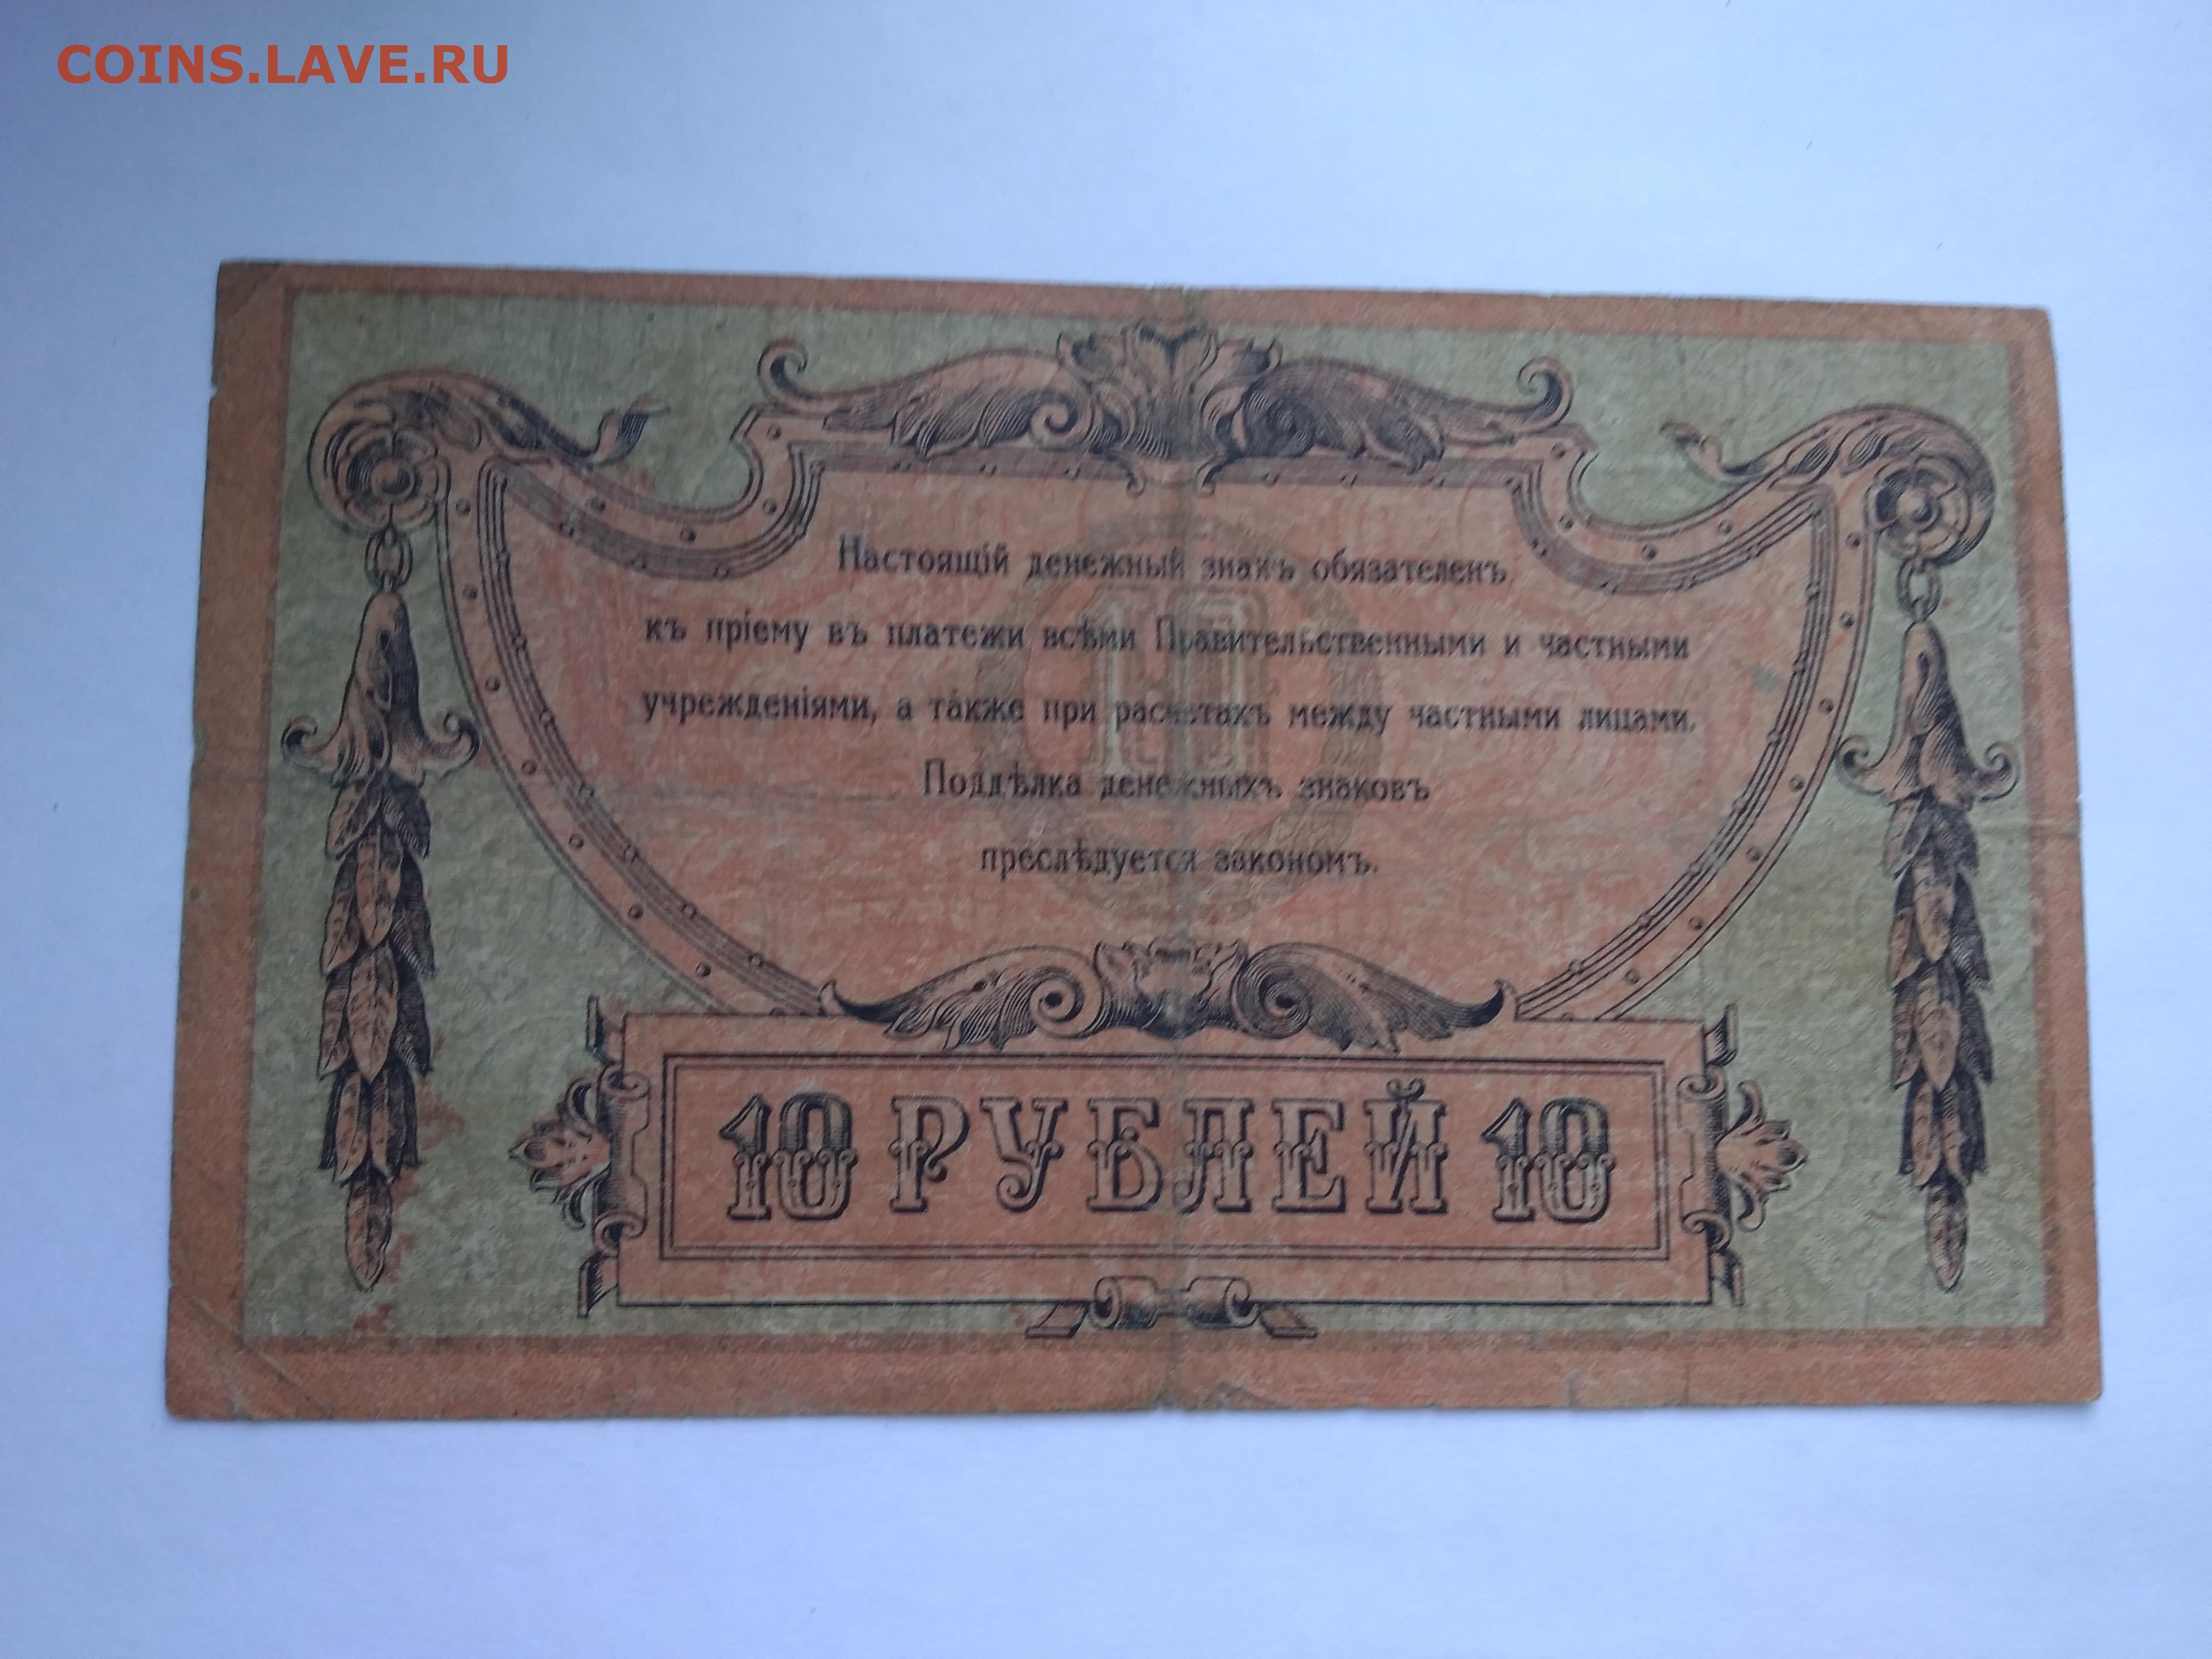 COINS.LAVE.RU
Настоящій денежный знакъ обязателенъ
къ пріему въ платежи всѣми Правительственными и частными
учрежденіями, а также при расчетахъ между частными лицами.
Поддѣлка денежныхъ знаковъ
преслѣдуется закономъ.
10 РУБЛЕЙ 10